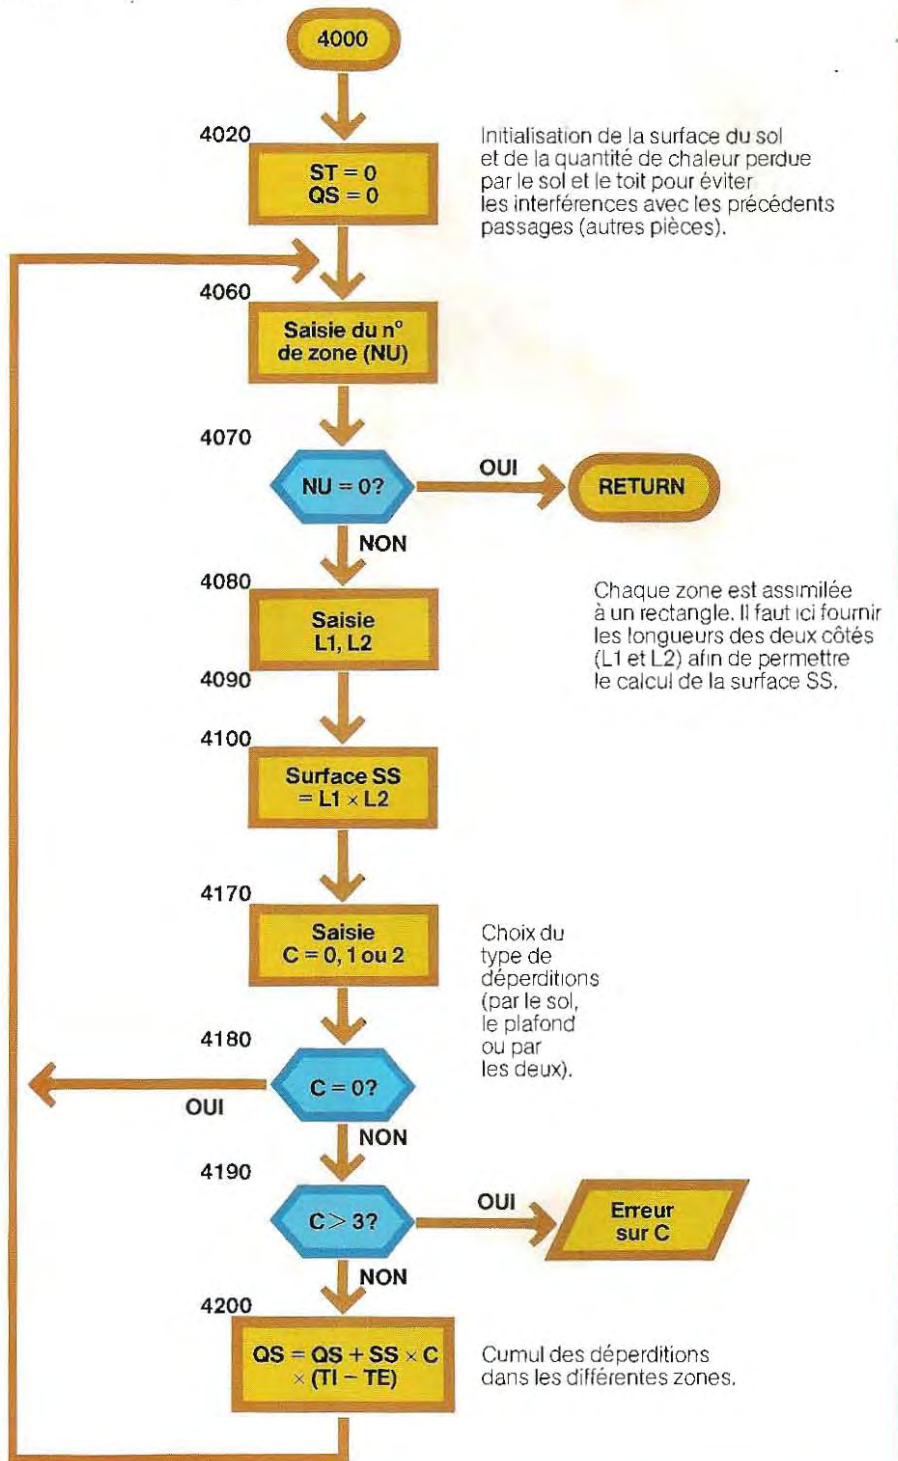 4000
4020
ST = 0
QS = 0
Initialisation de la surface du sol
et de la quantité de chaleur perdue
par le sol et le toit pour éviter
les interférences avec les précédents
passages (autres pièces).
4060
Saisie du n°
de zone (NU)
4070
NU = 0?
OUI
RETURN
NON
4080
Saisie
L1, L2
Chaque zone est assimilée
à un rectangle. Il faut ici fournir
les longueurs des deux côtés
(L1 et L2) afin de permettre
le calcul de la surface SS.
4090
4100
Surface SS
= L1 × L2
4170
Saisie
C = 0, 1 ou 2
Choix du
type de
déperditions
(par le sol,
le plafond
ou par
les deux).
4180
C = 0?
OUI
NON
4190
C > 3?
OUI
Erreur
sur C
NON
4200
QS = QS + SS × C
× (TI – TE)
Cumul des déperditions
dans les différentes zones.